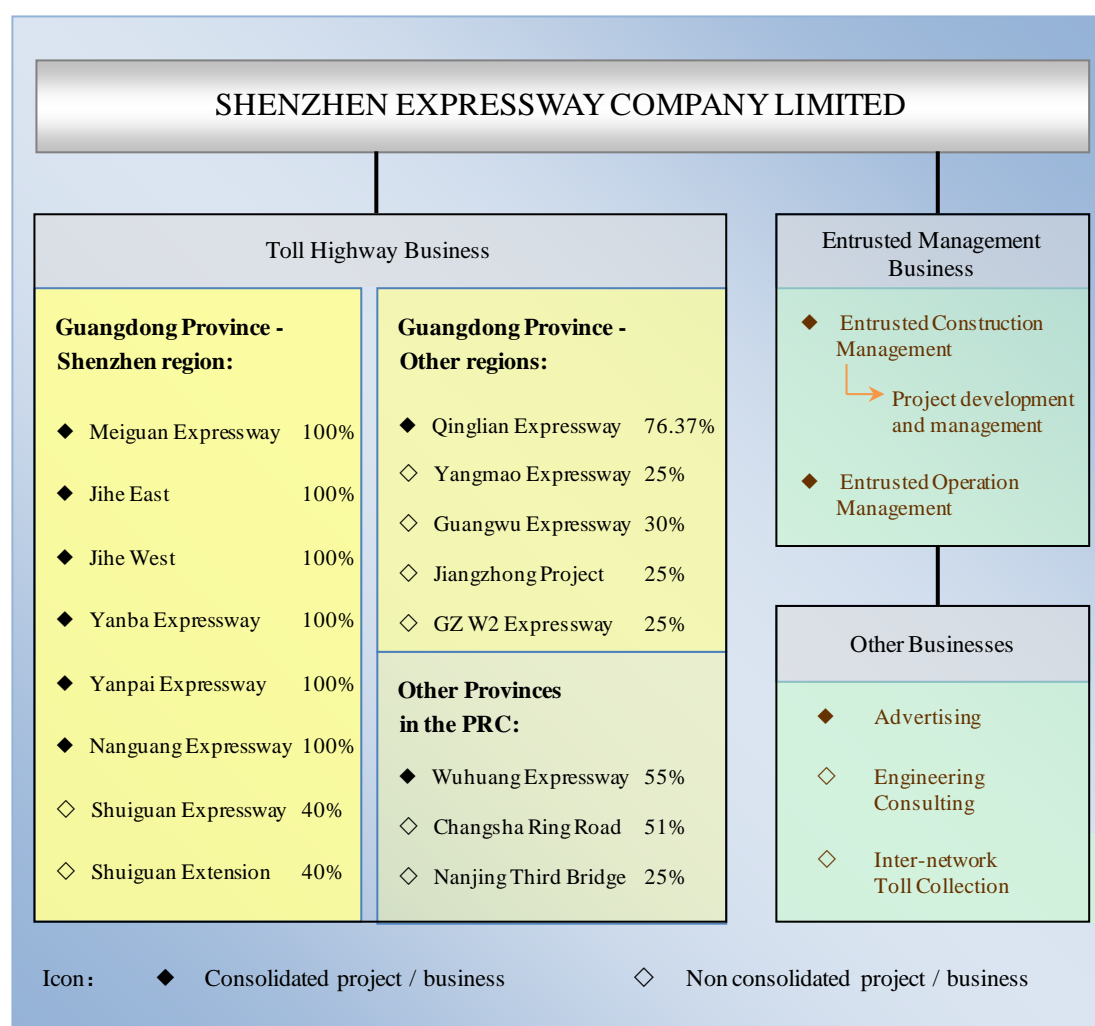 SHENZHEN EXPRESSWAY COMPANY LIMITED
Toll Highway Business
Guangdong Province -
Shenzhen region:
◆ Meiguan Expressway 100%
◆ Jihe East 100%
◆ Jihe West 100%
◆ Yanba Expressway 100%
◆ Yanpai Expressway 100%
◆ Nanguang Expressway 100%
◇ Shuiguan Expressway 40%
◇ Shuiguan Extension 40%
Guangdong Province -
Other regions:
◆ Qinglian Expressway 76.37%
◇ Yangmao Expressway 25%
◇ Guangwu Expressway 30%
◇ Jiangzhong Project 25%
◇ GZ W2 Expressway 25%
Other Provinces
in the PRC:
◆ Wuhuang Expressway 55%
◇ Changsha Ring Road 51%
◇ Nanjing Third Bridge 25%
Entrusted Management
Business
◆ Entrusted Construction
Management
Project development
and management
◆ Entrusted Operation
Management
Other Businesses
◆ Advertising
◇ Engineering
Consulting
◇ Inter-network
Toll Collection
Icon： ◆ Consolidated project / business ◇ Non consolidated project / business